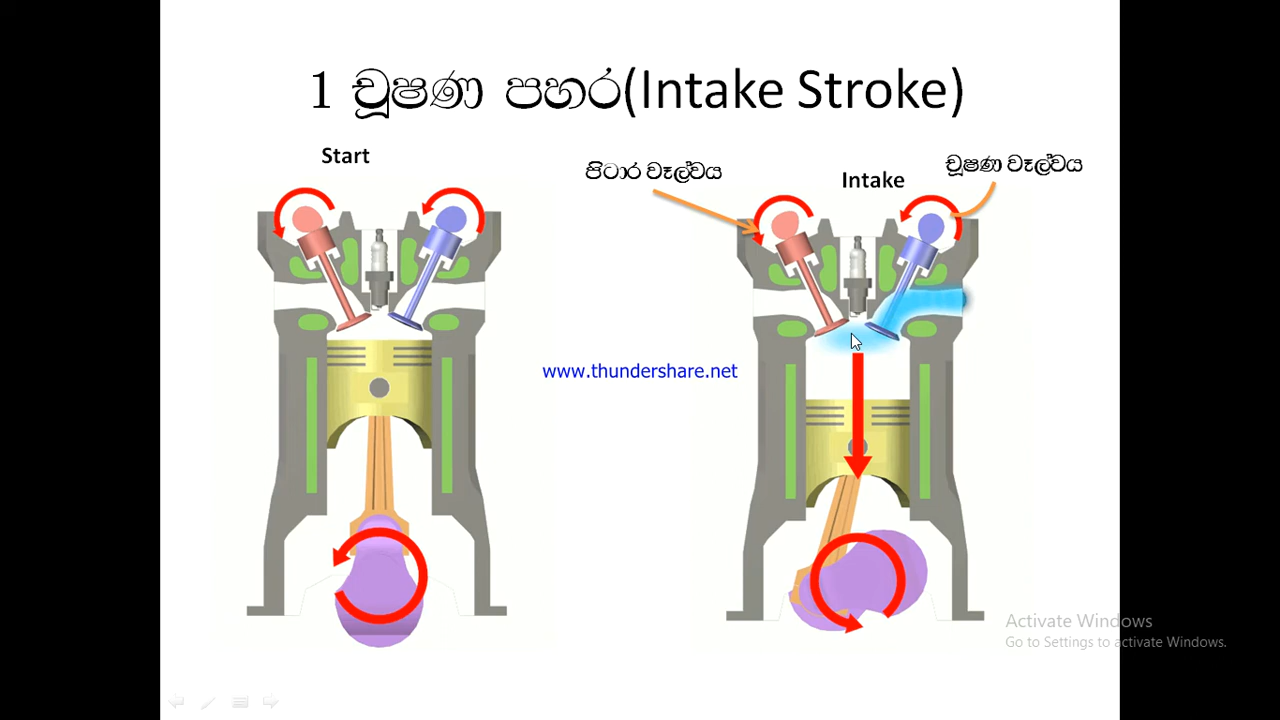 1 චූෂණ පහර(Intake Stroke)
Start
පිටාර වෑල්වය
Intake
චූෂණ වෑල්වය
www.thundershare.net
Activate Windows
Go to Settings to activate Windows.